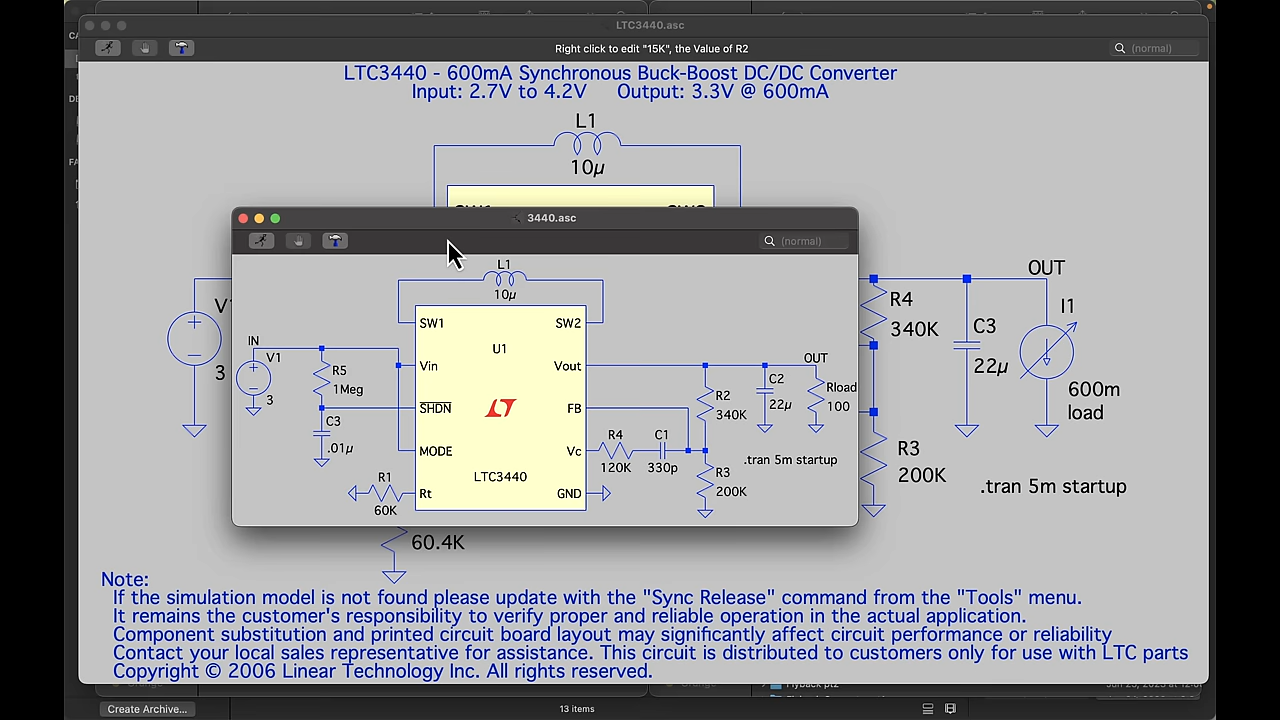 LTC3440.asc
Right click to edit "15K", the Value of R2
(normal)
LTC3440 - 600mA Synchronous Buck-Boost DC/DC Converter
Input: 2.7V to 4.2V Output: 3.3V @ 600mA
L1
10µ
3440.asc
(normal)
L1
10µ
SW1
SW2
U1
IN
V1
3
R5
1Meg
Vin
Vout
OUT
SHDN
FB
R2
340K
C2
22µ
Rload
100
C3
.01µ
MODE
Vc
R4
120K
C1
330p
.tran 5m startup
LTC3440
R3
200K
R1
60K
Rt
GND
3
OUT
R4
340K
C3
22µ
I1
600m
load
R3
200K
.tran 5m startup
60.4K
Note:
If the simulation model is not found please update with the "Sync Release" command from the "Tools" menu.
It remains the customer's responsibility to verify proper and reliable operation in the actual application.
Component substitution and printed circuit board layout may significantly affect circuit performance or reliability
Contact your local sales representative for assistance. This circuit is distributed to customers only for use with LTC parts
Copyright © 2006 Linear Technology Inc. All rights reserved.
Create Archive...
13 items